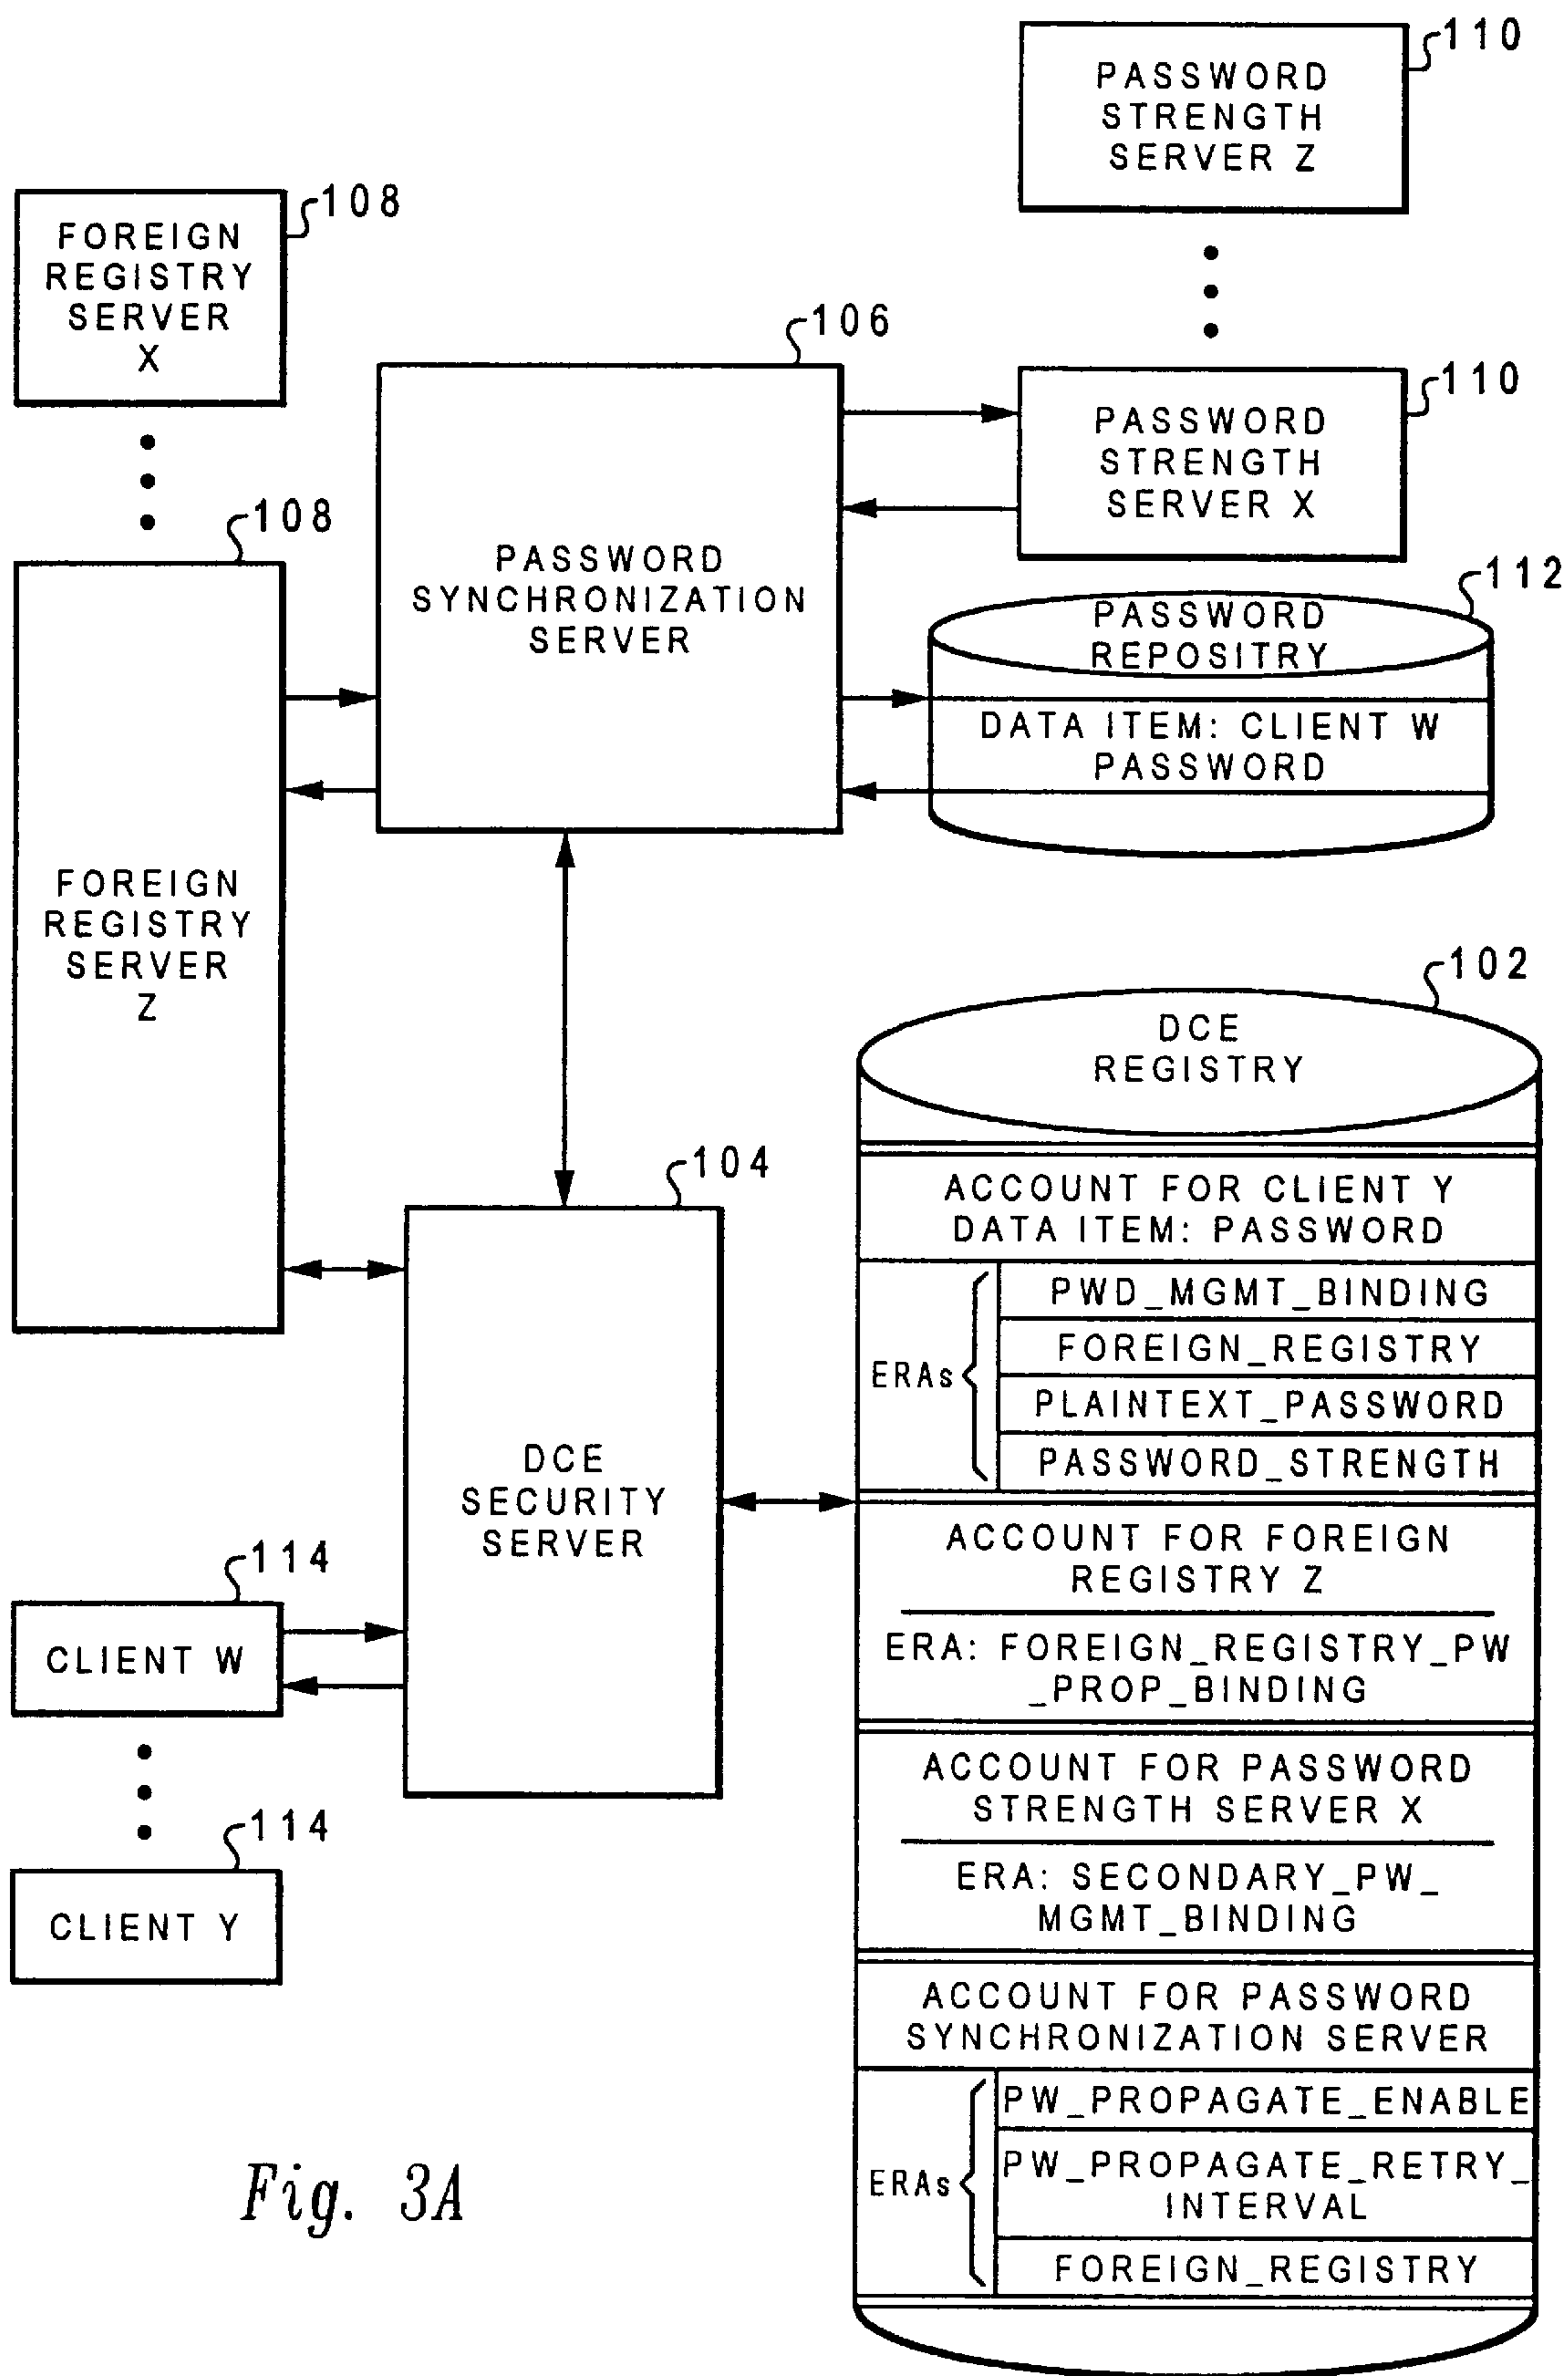 110
PASSWORD
STRENGTH
SERVER Z
108
FOREIGN
REGISTRY
SERVER
X
106
110
PASSWORD
STRENGTH
SERVER X
108
PASSWORD
SYNCHRONIZATION
SERVER
112
PASSWORD
REPOSITRY
DATA ITEM: CLIENT W
PASSWORD
FOREIGN
REGISTRY
SERVER
Z
102
DCE
REGISTRY
104
ACCOUNT FOR CLIENT Y
DATA ITEM: PASSWORD
ERAs
PWD_MGMT_BINDING
FOREIGN_REGISTRY
PLAINTEXT_PASSWORD
PASSWORD_STRENGTH
DCE
SECURITY
SERVER
ACCOUNT FOR FOREIGN
REGISTRY Z
ERA: FOREIGN_REGISTRY_PW
_PROP_BINDING
114
CLIENT W
ACCOUNT FOR PASSWORD
STRENGTH SERVER X
ERA: SECONDARY_PW_
MGMT_BINDING
114
CLIENT Y
ACCOUNT FOR PASSWORD
SYNCHRONIZATION SERVER
ERAs
PW_PROPAGATE_ENABLE
PW_PROPAGATE_RETRY_
INTERVAL
FOREIGN_REGISTRY
Fig. 3A